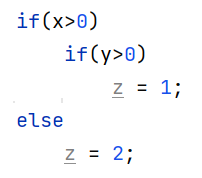 if(x>0)
    if(y>0)
        z = 1;
else
    z = 2;